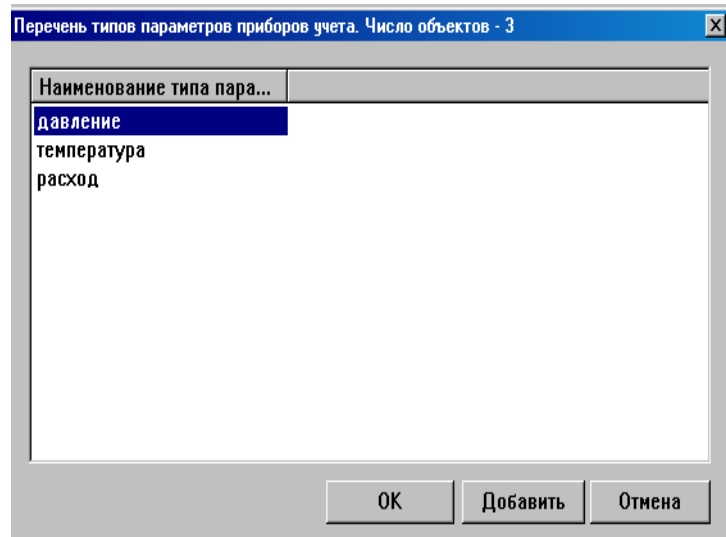 Перечень типов параметров приборов учета. Число объектов - 3
Наименование типа пара...
давление
температура
расход
OK
Добавить
Отмена